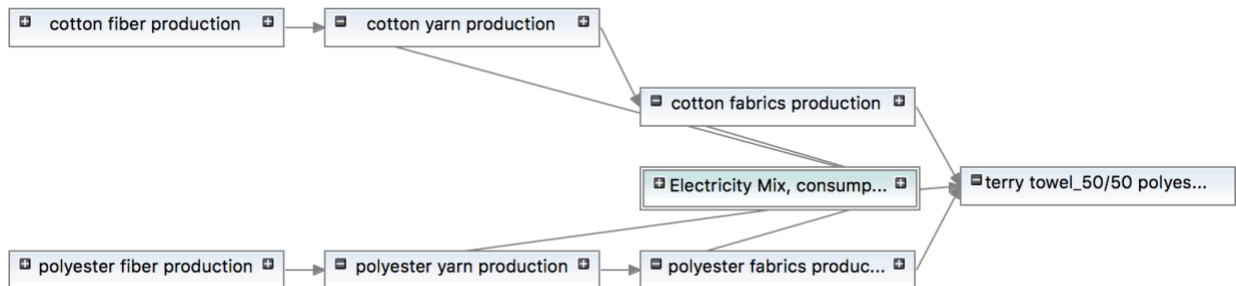 cotton fiber production
cotton yarn production
cotton fabrics production
Electricity Mix, consump...
terry towel_50/50 polyes...
polyester fiber production
polyester yarn production
polyester fabrics produc...